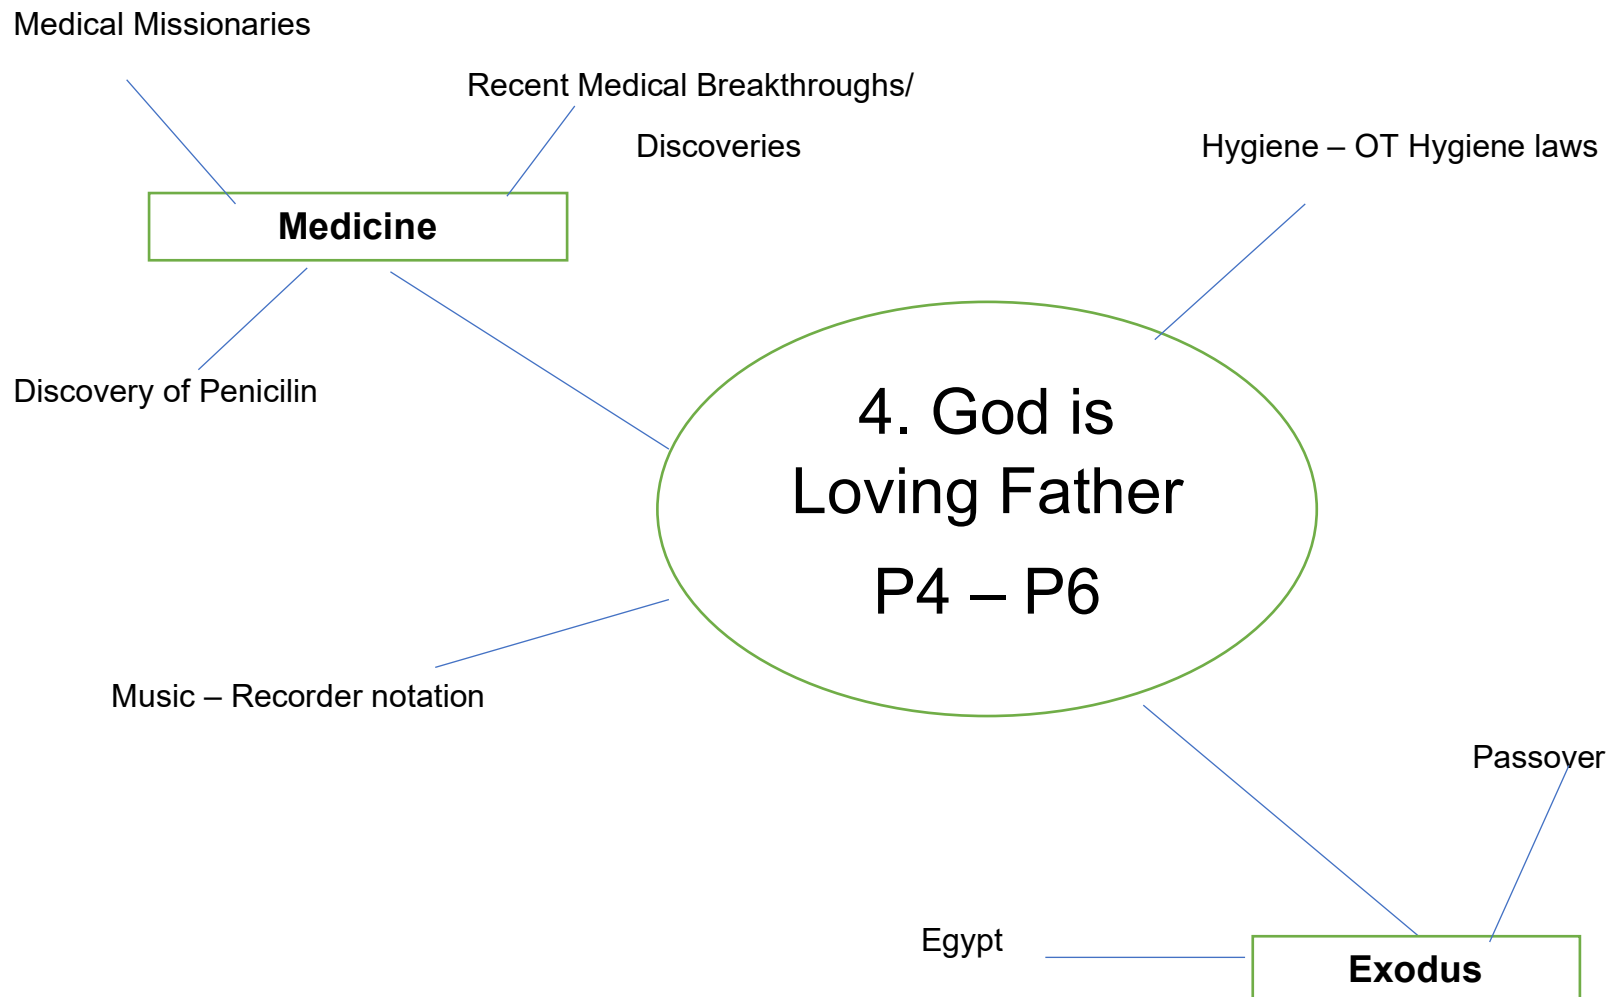 Medical Missionaries
Recent Medical Breakthroughs/
Discoveries
Hygiene – OT Hygiene laws
Medicine
Discovery of Penicilin
4. God is
Loving Father
P4 – P6
Music – Recorder notation
Passover
Egypt
Exodus